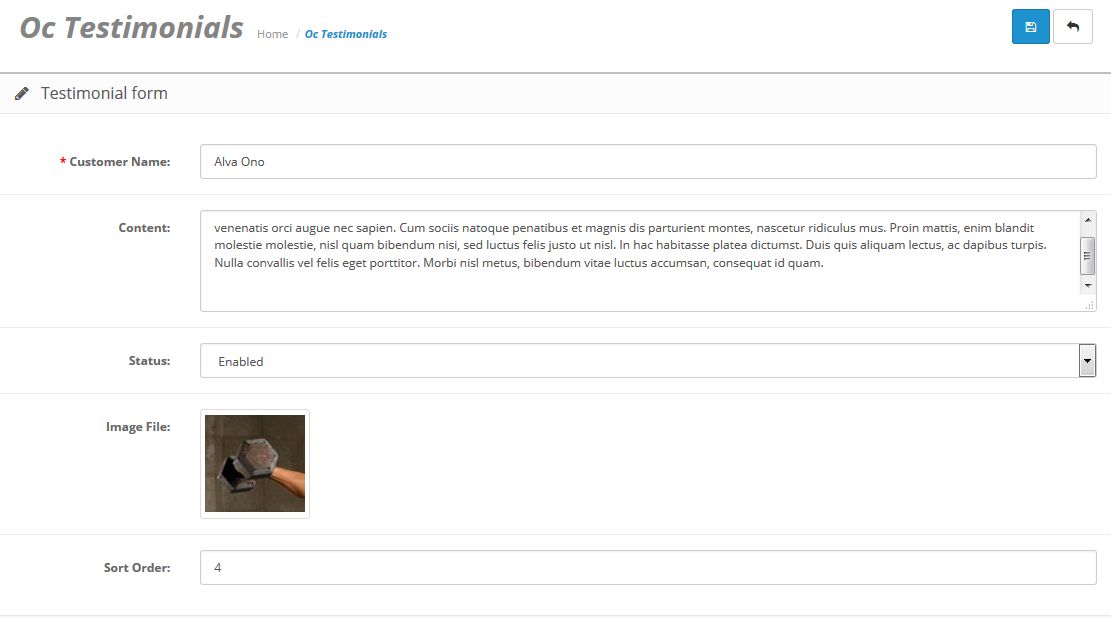 Oc Testimonials Home / Oc Testimonials
Testimonial form
* Customer Name: Alva Ono
Content: venenatis orci augue nec sapien. Cum sociis natoque penatibus et magnis dis parturient montes, nascetur ridiculus mus. Proin mattis, enim blandit
molestie molestie, nisl quam bibendum nisi, sed luctus felis justo ut nisl. In hac habitasse platea dictumst. Duis quis aliquam lectus, ac dapibus turpis.
Nulla convallis vel felis eget porttitor. Morbi nisl metus, bibendum vitae luctus accumsan, consequat id quam.
Status: Enabled
Image File:
Sort Order: 4